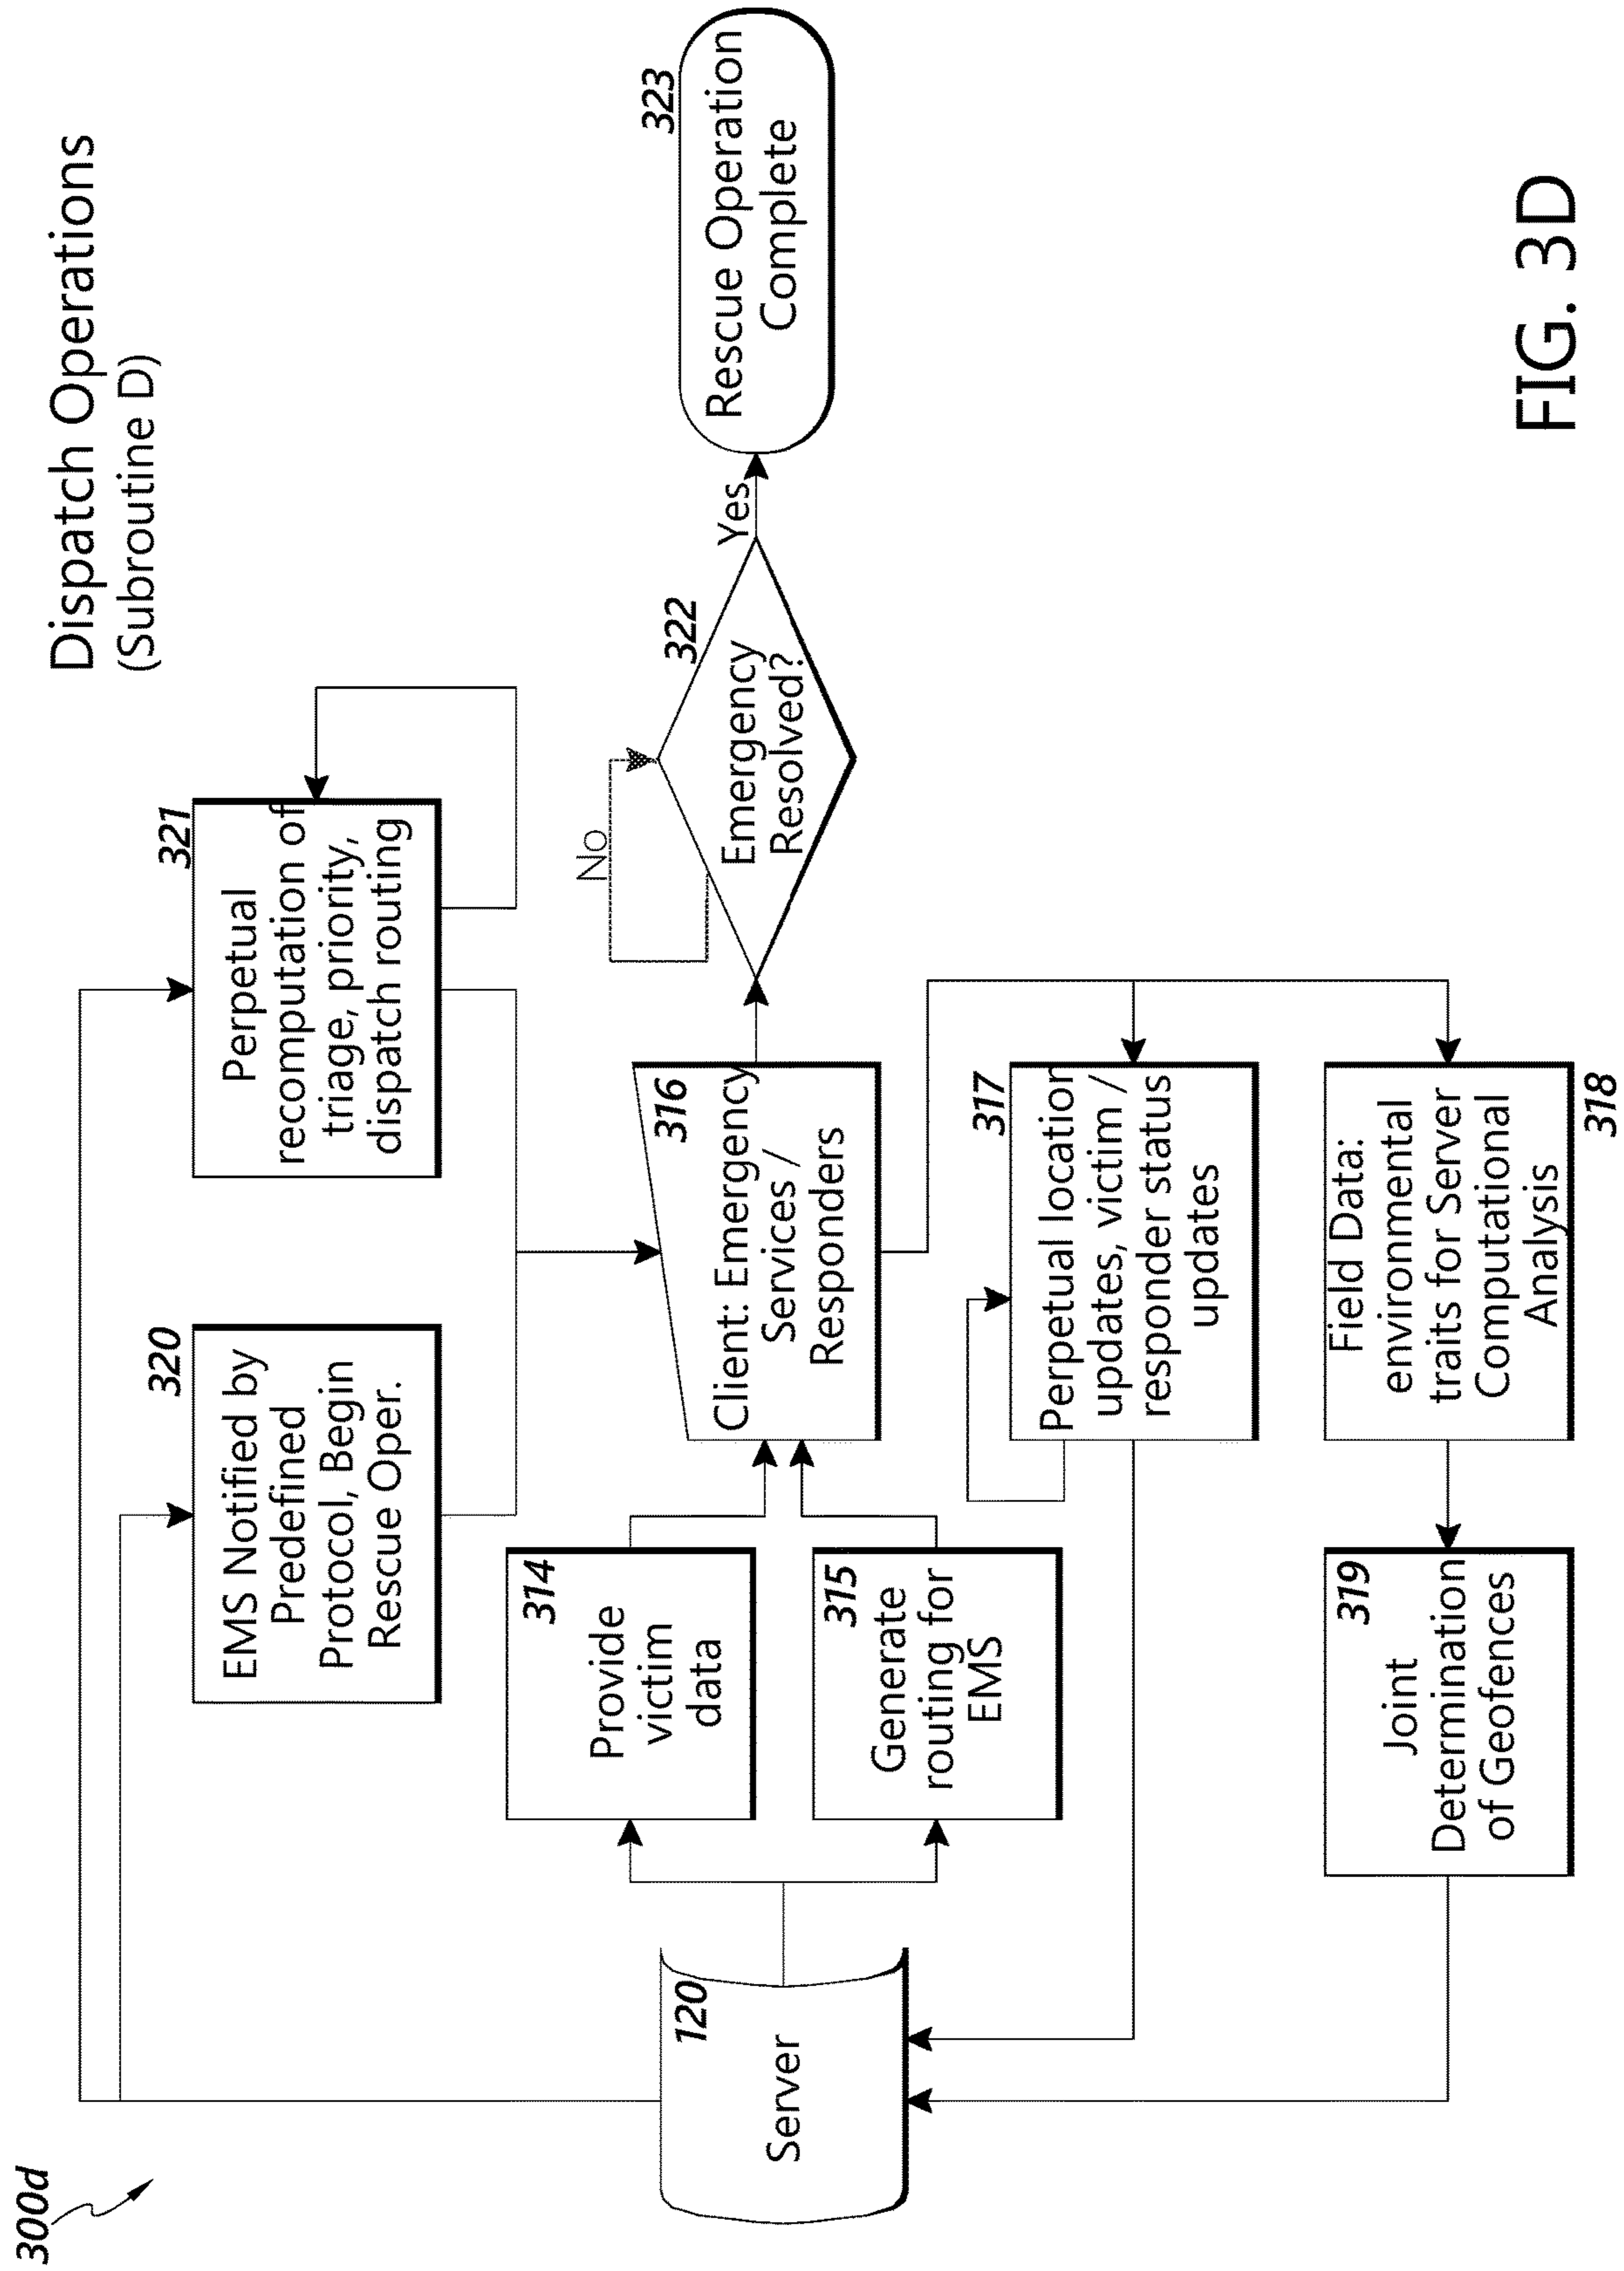 300d
Dispatch Operations
(Subroutine D)
320
EMS Notified by
Predefined
Protocol, Begin
Rescue Oper.
321
Perpetual
recomputation of
triage, priority,
dispatch routing
120
Server
314
Provide
victim
data
315
Generate
routing for
EMS
316
Client: Emergency
Services /
Responders
No
322
Emergency
Resolved?
Yes
323
Rescue Operation
Complete
317
Perpetual location
updates, victim /
responder status
updates
319
Joint
Determination
of Geofences
Field Data:
environmental
traits for Server
Computational
Analysis
318
FIG. 3D